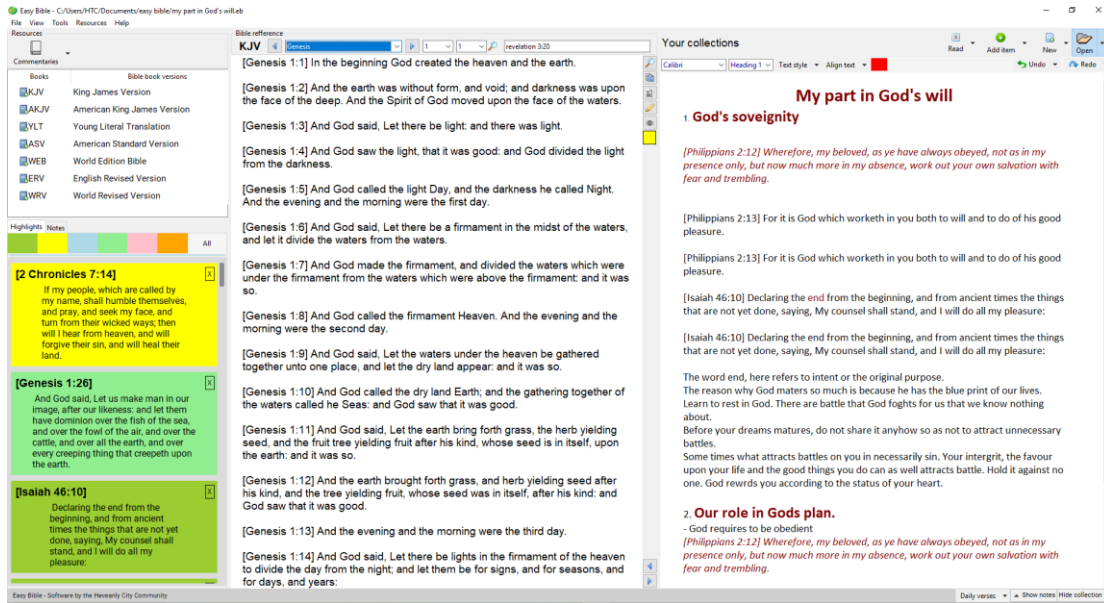 Easy Bible - C:/Users/HTC/Documents/easy bible/my part in God's will.eb
File View Tools Resources Help
Resources
Commentaries
Books Bible book versions
KJV King James Version
AKJV American King James Version
YLT Young Literal Translation
ASV American Standard Version
WEB World Edition Bible
ERV English Revised Version
WRV World Revised Version
Highlights Notes
All
[2 Chronicles 7:14] X
If my people, which are called by
my name, shall humble themselves,
and pray, and seek my face, and
turn from their wicked ways; then
will I hear from heaven, and will
forgive their sin, and will heal their
land.
[Genesis 1:26] X
And God said, Let us make man in our
image, after our likeness: and let them
have dominion over the fish of the sea,
and over the fowl of the air, and over the
cattle, and over all the earth, and over
every creeping thing that creepeth upon
the earth.
[Isaiah 46:10] X
Declaring the end from the
beginning, and from ancient
times the things that are not yet
done, saying, My counsel shall
stand, and I will do all my
pleasure:
Bible refference
KJV Genesis 1 1 revelation 3:20
[Genesis 1:1] In the beginning God created the heaven and the earth.
[Genesis 1:2] And the earth was without form, and void; and darkness was upon
the face of the deep. And the Spirit of God moved upon the face of the waters.
[Genesis 1:3] And God said, Let there be light: and there was light.
[Genesis 1:4] And God saw the light, that it was good: and God divided the light
from the darkness.
[Genesis 1:5] And God called the light Day, and the darkness he called Night.
And the evening and the morning were the first day.
[Genesis 1:6] And God said, Let there be a firmament in the midst of the waters,
and let it divide the waters from the waters.
[Genesis 1:7] And God made the firmament, and divided the waters which were
under the firmament from the waters which were above the firmament: and it was
so.
[Genesis 1:8] And God called the firmament Heaven. And the evening and the
morning were the second day.
[Genesis 1:9] And God said, Let the waters under the heaven be gathered
together unto one place, and let the dry land appear: and it was so.
[Genesis 1:10] And God called the dry land Earth; and the gathering together of
the waters called he Seas: and God saw that it was good.
[Genesis 1:11] And God said, Let the earth bring forth grass, the herb yielding
seed, and the fruit tree yielding fruit after his kind, whose seed is in itself, upon
the earth: and it was so.
[Genesis 1:12] And the earth brought forth grass, and herb yielding seed after
his kind, and the tree yielding fruit, whose seed was in itself, after his kind: and
God saw that it was good.
[Genesis 1:13] And the evening and the morning were the third day.
[Genesis 1:14] And God said, Let there be lights in the firmament of the heaven
to divide the day from the night; and let them be for signs, and for seasons, and
for days, and years:
Your collections
Read Add item New Open
Calibri Heading 1 Text style Align text Undo Redo
My part in God's will
1. God's soveignity
[Philippians 2:12] Wherefore, my beloved, as ye have always obeyed, not as in my
presence only, but now much more in my absence, work out your own salvation with
fear and trembling.
[Philippians 2:13] For it is God which worketh in you both to will and to do of his good
pleasure.
[Philippians 2:13] For it is God which worketh in you both to will and to do of his good
pleasure.
[Isaiah 46:10] Declaring the end from the beginning, and from ancient times the things
that are not yet done, saying, My counsel shall stand, and I will do all my pleasure:
[Isaiah 46:10] Declaring the end from the beginning, and from ancient times the things
that are not yet done, saying, My counsel shall stand, and I will do all my pleasure:
The word end, here refers to intent or the original purpose.
The reason why God maters so much is because he has the blue print of our lives.
Learn to rest in God. There are battle that God foghts for us that we know nothing
about.
Before your dreams matures, do not share it anyhow so as not to attract unnecessary
battles.
Some times what attracts battles on you in necessarily sin. Your intergrit, the favour
upon your life and the good things you do can as well attracts battle. Hold it against no
one. God rewrds you according to the status of your heart.
2. Our role in Gods plan.
- God requires to be obedient
[Philippians 2:12] Wherefore, my beloved, as ye have always obeyed, not as in my
presence only, but now much more in my absence, work out your own salvation with
fear and trembling.
Easy Bible - Software by the Heveanly City Community
Daily verses Show notes Hide collection